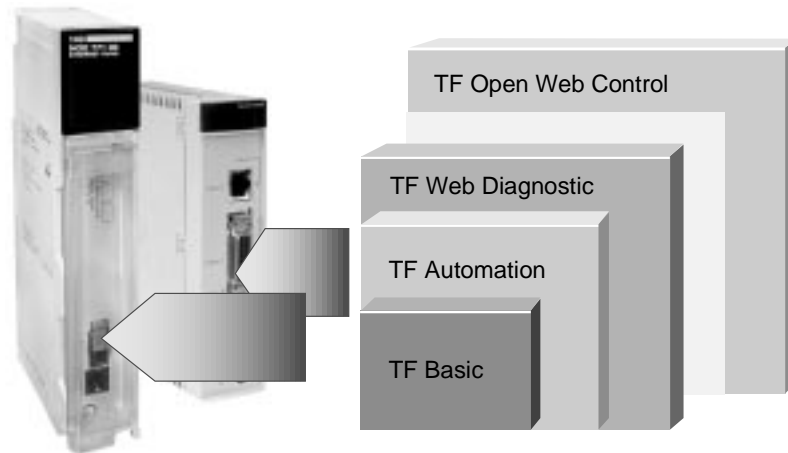 TF Open Web Control
TF Web Diagnostic
TF Automation
TF Basic